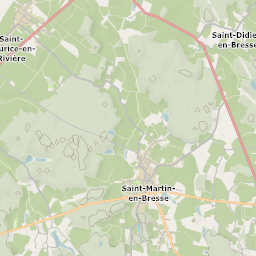 Saint-
urice-en-
Rivière
Saint-Didie
en-Bresse
Saint-Martin-
en-Bresse